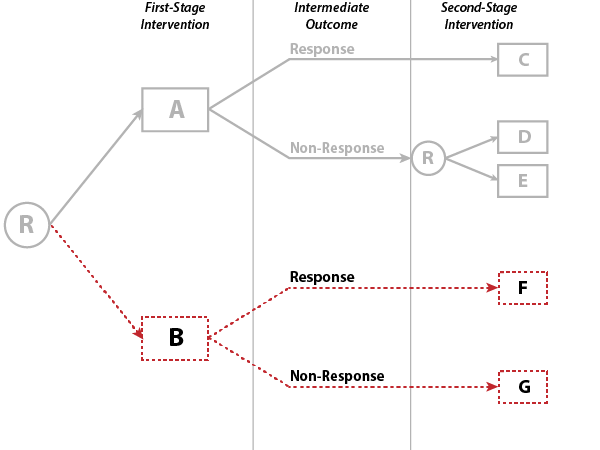 First-Stage
Intervention
Intermediate
Outcome
Second-Stage
Intervention
Response
C
A
D
Non-Response
R
E
R
Response
F
B
Non-Response
G